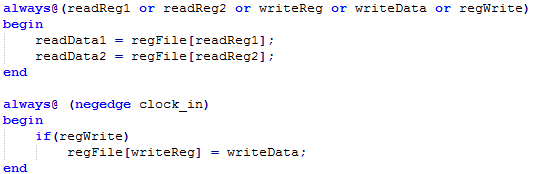 always@(readReg1 or readReg2 or writeReg or writeData or regWrite)
begin
    readData1 = regFile[readReg1];
    readData2 = regFile[readReg2];
end
always@ (negedge clock_in)
begin
    if(regWrite)
        regFile[writeReg] = writeData;
end